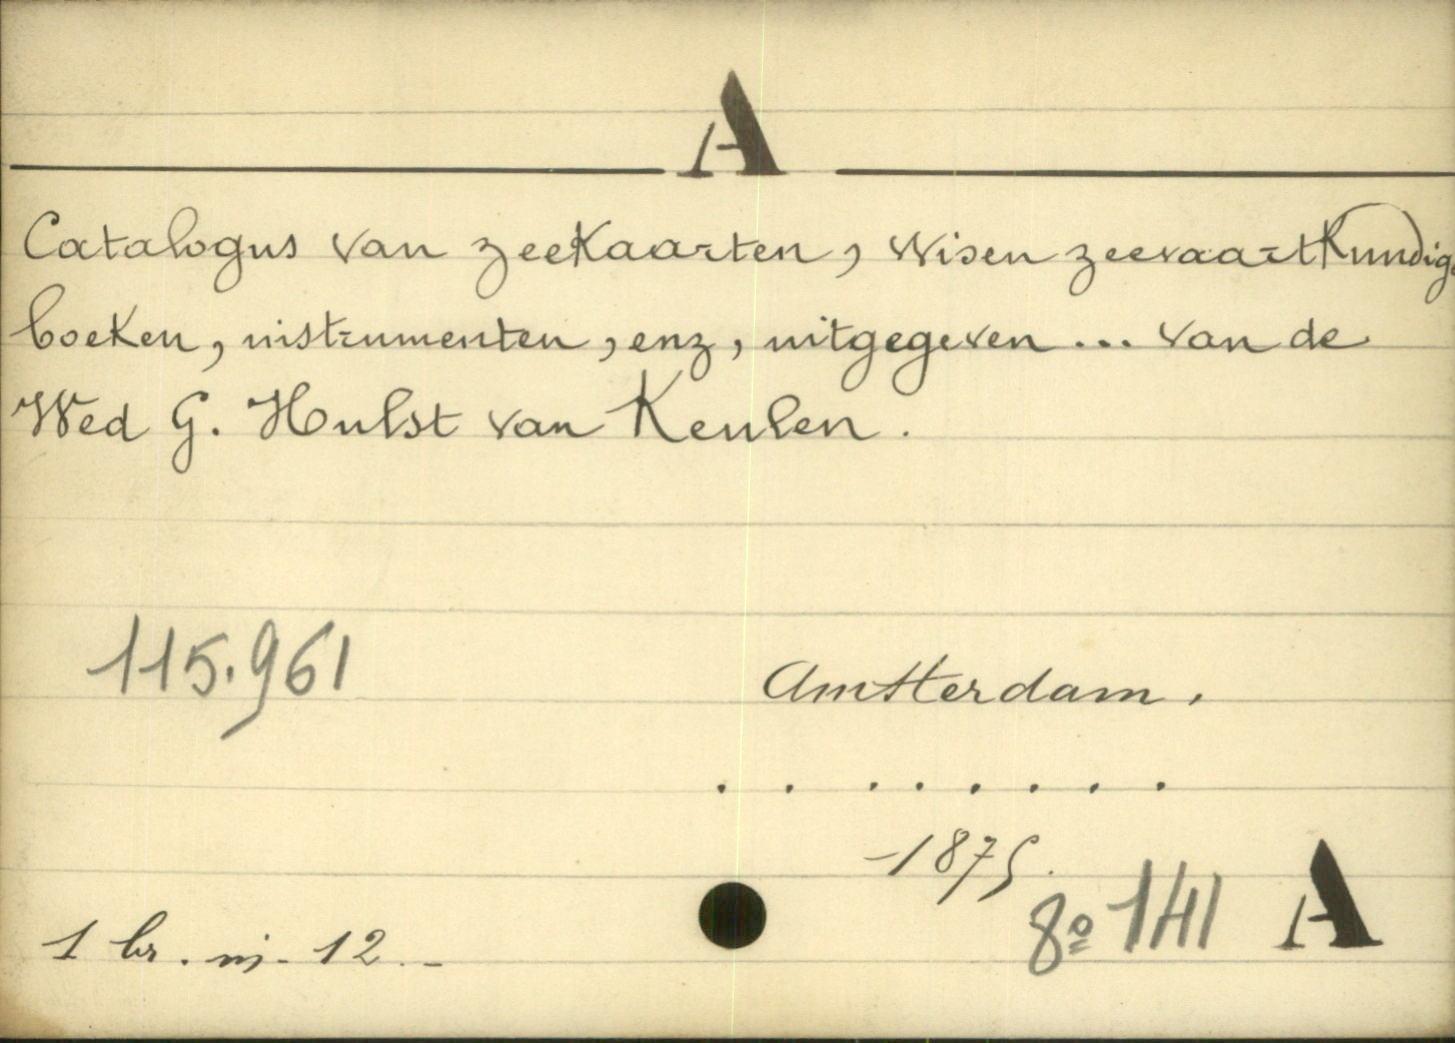 A
Catalogus van zeekaarten, wisen zeevaartkundig
boeken, instrumenten, enz, uitgegeven ... van de
Wed G. Hulst van Keulen.
115.961
Amsterdam.
. . . . . . . .
1875.
8º 141 A
1 br. in-12.-